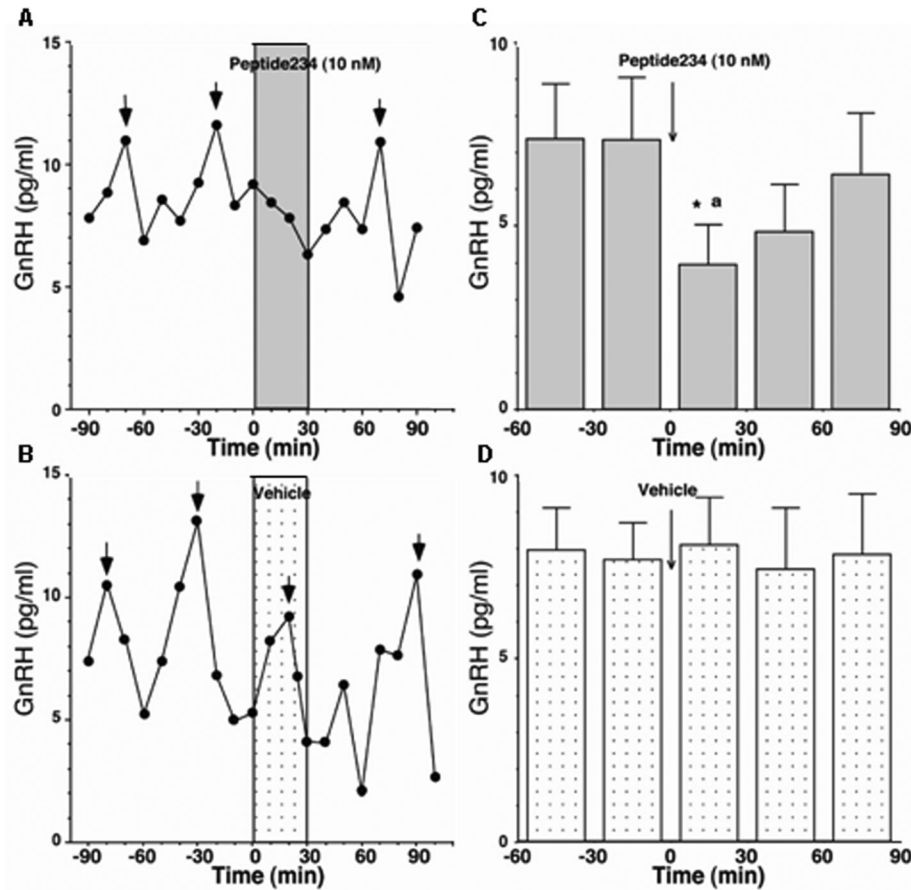 A
15
Peptide234 (10 nM)
10
5
0
GnRH (pg/ml)
-90 -60 -30 0 30 60 90
Time (min)
C
10
Peptide234 (10 nM)
* a
5
0
GnRH (pg/ml)
-60 -30 0 30 60 90
Time (min)
B
15
Vehicle
10
5
0
GnRH (pg/ml)
-90 -60 -30 0 30 60 90
Time (min)
D
10
Vehicle
5
0
GnRH (pg/ml)
-60 -30 0 30 60 90
Time (min)